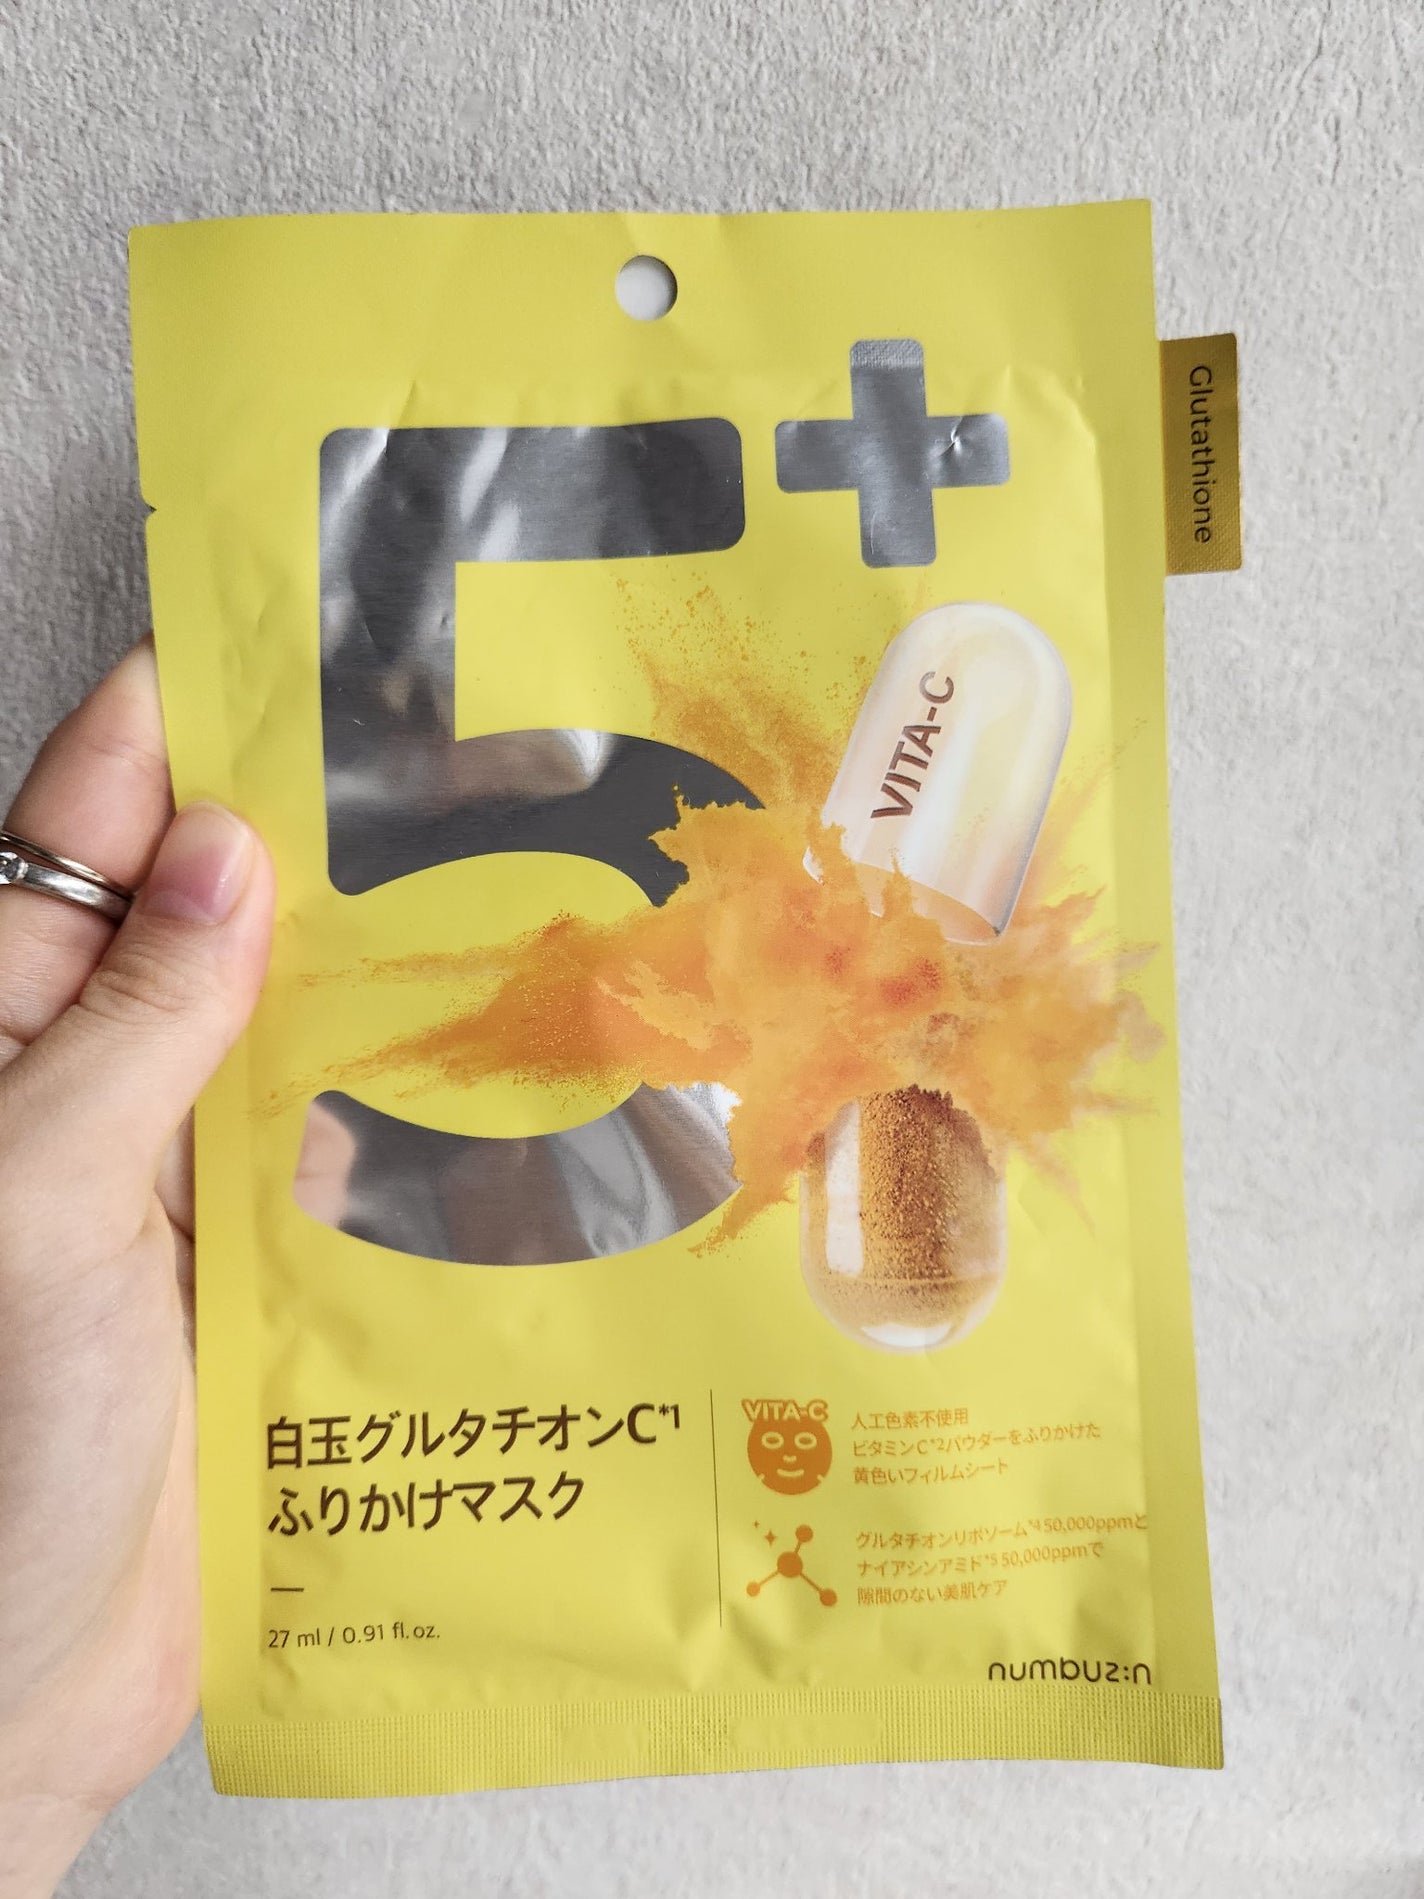 5+
Glutathione
VITA-C
白玉グルタチオンC*1
ふりかけマスク
27 ml / 0.91 fl.oz.
VITA-C
人工色素不使用
ビタミンC*2パウダーをふりかけた
黄色いフィルムシート
グルタチオンリポソーム*4 50,000ppmと
ナイアシンアミド*5 50,000ppmで
隙間のない美肌ケア
numbuz:n